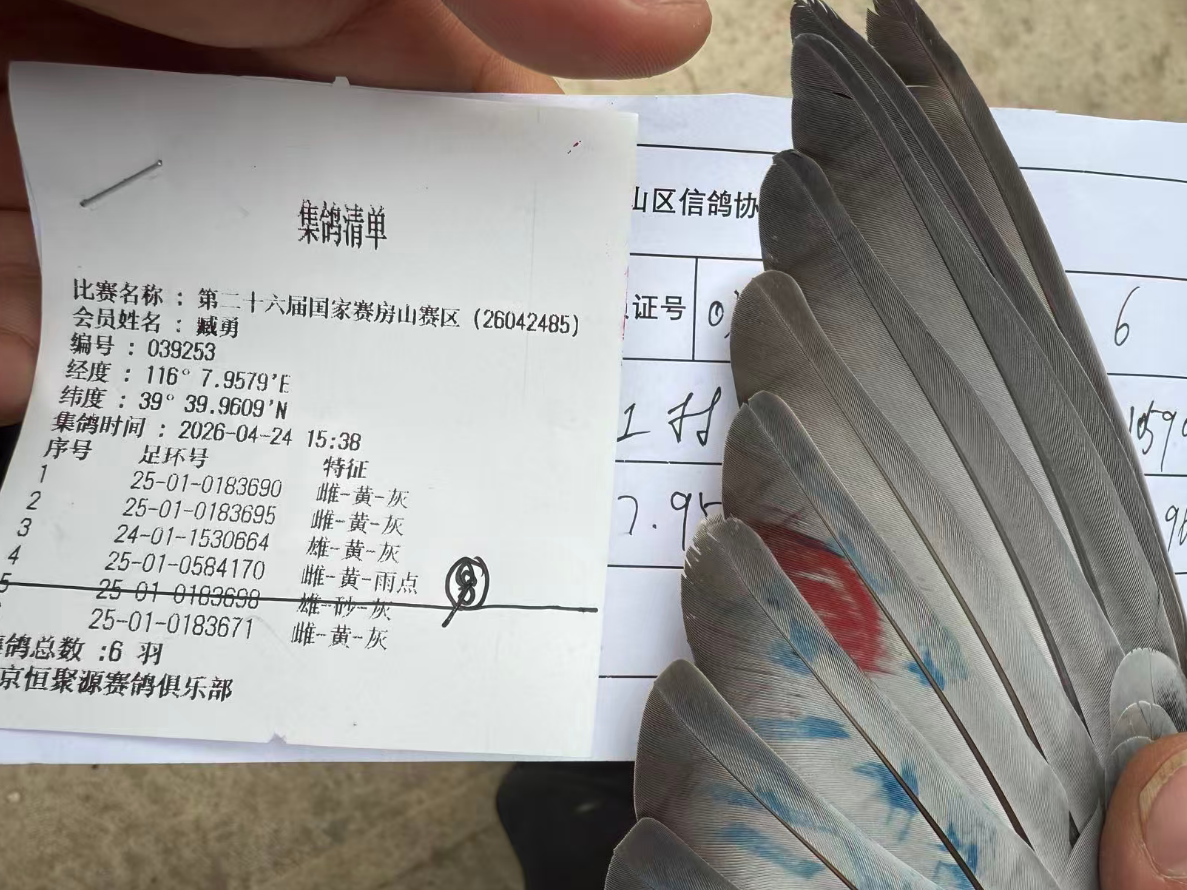 集鸽清单
比赛名称：第二十六届国家赛房山赛区（26042485）
会员姓名：臧勇
编号：039253
经度：116° 7.9579'E
纬度：39° 39.9609'N
集鸽时间：2026-04-24 15:38
序号 足环号 特征
1 25-01-0183690 雌-黄-灰
2 25-01-0183695 雌-黄-灰
3 24-01-1530664 雄-黄-灰
4 25-01-0584170 雌-黄-雨点
5 25-01-0183698 雄-砂-灰
25-01-0183671 雌-黄-灰
鸽总数:6 羽
京恒聚源赛鸽俱乐部
山区信鸽协
证号 6
7.95